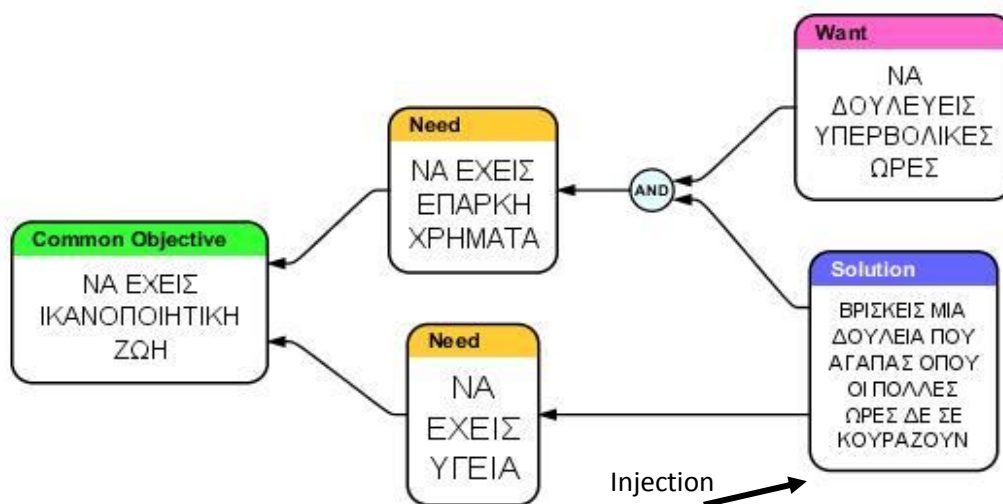 Want
ΝΑ
ΔΟΥΛΕΥΕΙΣ
ΥΠΕΡΒΟΛΙΚΕΣ
ΩΡΕΣ
Need
ΝΑ ΕΧΕΙΣ
ΕΠΑΡΚΗ
ΧΡΗΜΑΤΑ
AND
Common Objective
ΝΑ ΕΧΕΙΣ
ΙΚΑΝΟΠΟΙΗΤΙΚΗ
ΖΩΗ
Solution
ΒΡΙΣΚΕΙΣ ΜΙΑ
ΔΟΥΛΕΙΑ ΠΟΥ
ΑΓΑΠΑΣ ΟΠΟΥ
ΟΙ ΠΟΛΛΕΣ
ΩΡΕΣ ΔΕ ΣΕ
ΚΟΥΡΑΖΟΥΝ
Need
ΝΑ
ΕΧΕΙΣ
ΥΓΕΙΑ
Injection